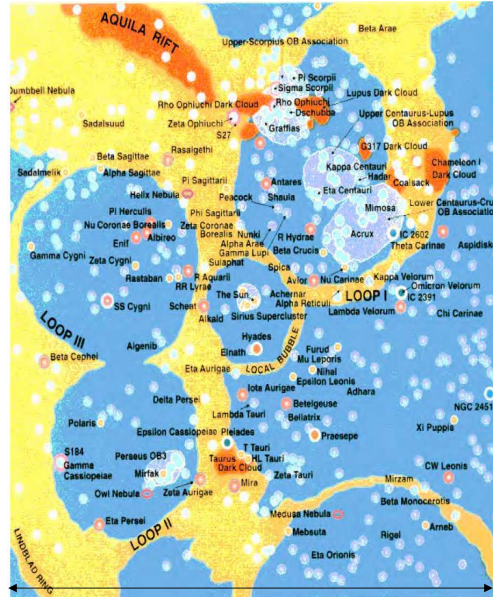 AQUILA RIFT
Beta Arae
Upper-Scorpius OB Association
Pi Scorpii
Sigma Scorpii
Dumbbell Nebula
Rho Ophiuchi Dark Cloud
Rho Ophiuchi
Lupus Dark Cloud
Dschubba
Sadalsuud
Zeta Ophiuchi
Upper Centaurus-Lupus
OB Association
S27
Graffias
Rasalgethi
G317 Dark Cloud
Beta Sagittae
Kappa Centauri
Chameleon I
Dark Cloud
Sadalmelik
Alpha Sagittae
Hadar
Pi Sagittarii
Antares
Coalsack
Helix Nebula
Eta Centauri
Peacock
Shaula
Mimosa
Lower Centaurus-Cru
OB Association
Pi Herculis
Phi Sagittarii
Nu Coronae Borealis
Zeta Coronae
Borealis
Acrux
Albireo
Nunki
R Hydrae
IC 2602
Enif
Alpha Arae
Theta Carinae
Gamma Lupi
Beta Crucis
Aspidisk
Gamma Cygni
Sulaphat
Zeta Cygni
Spica
Kappa Velorum
R Aquarii
Avior
Nu Carinae
Rastaban
RR Lyrae
Omicron Velorum
The Sun
Achernar
IC 2391
Alpha Reticuli
LOOP I
SS Cygni
Scheat
Lambda Velorum
Sirius Supercluster
Alkaid
Chi Carinae
LOOP III
Algenib
Hyades
Furud
Beta Cephei
Mu Leporis
Elnath
LOCAL BUBBLE
Eta Aurigae
Nihal
Epsilon Leonis
Iota Aurigae
Adhara
Delta Persei
Betelgeuse
NGC 2451
Lambda Tauri
Bellatrix
Polaris
Epsilon Cassiopeiae
Pleiades
Xi Puppis
Praesepe
S184
Perseus OB3
T Tauri
Gamma
Cassiopeiae
Taurus
Dark Cloud
HL Tauri
Mirfak
Zeta Tauri
CW Leonis
Owl Nebula
Mira
Mirzam
Zeta Aurigae
Medusa Nebula
Beta Monocerotis
Eta Persei
Mebsuta
Arneb
LOOP II
Rigel
Eta Orionis
LINDBLAD RING